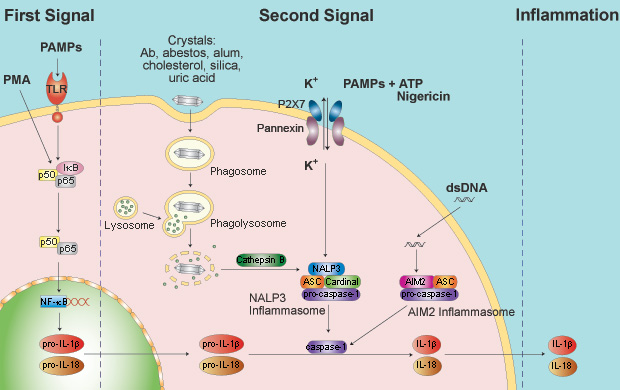 First Signal
Second Signal
Inflammation
PAMPs
PMA
TLR
IκB
p50
p65
p50
p65
NF-κB
pro-IL-1β
pro-IL-18
Crystals:
Ab, abestos, alum,
cholesterol, silica,
uric acid
Phagosome
Lysosome
Phagolysosome
Cathepsin B
K+
PAMPs + ATP
Nigericin
P2X7
Pannexin
K+
NALP3
ASC
Cardinal
pro-caspase-1
NALP3
Inflammasome
dsDNA
AIM2
ASC
pro-caspase-1
AIM2 Inflammasome
pro-IL-1β
pro-IL-18
caspase-1
IL-1β
IL-18
IL-1β
IL-18